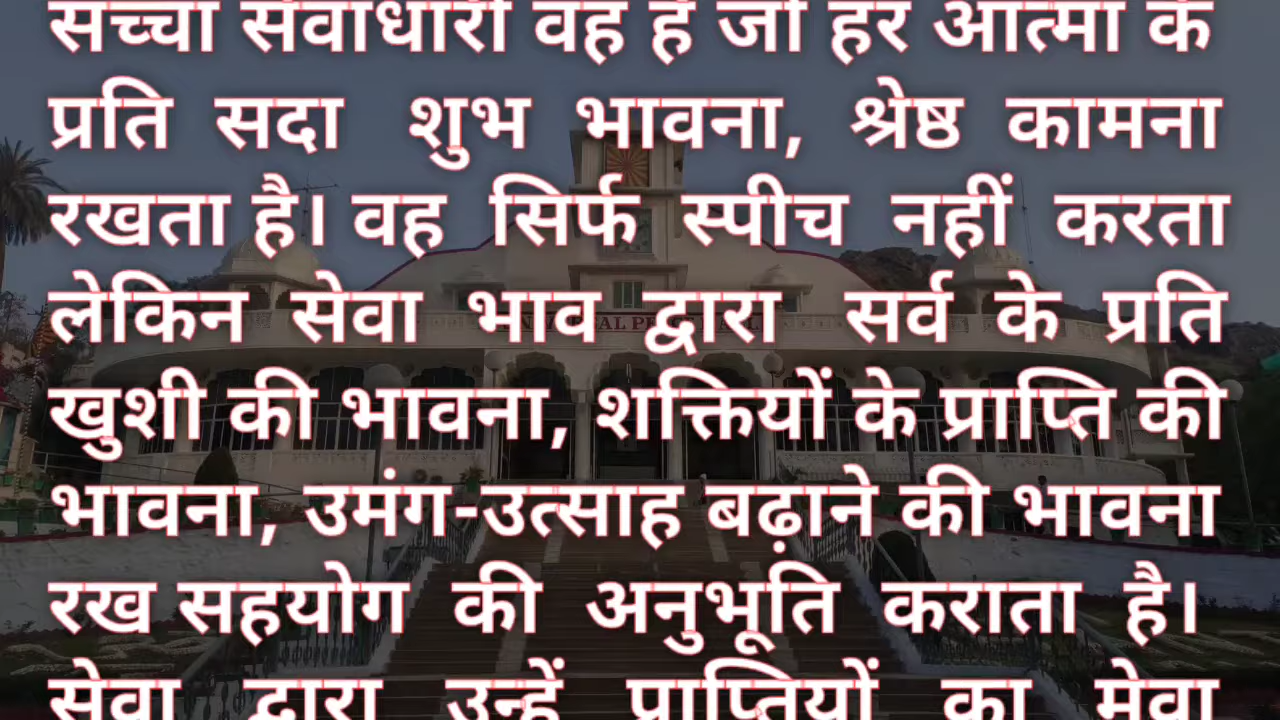 सच्चा सेवाधारी वह है जो हर आत्मा के
प्रति सदा शुभ भावना, श्रेष्ठ कामना
रखता है। वह सिर्फ स्पीच नहीं करता
लेकिन सेवा भाव द्वारा सर्व के प्रति
खुशी की भावना, शक्तियों के प्राप्ति की
भावना, उमंग-उत्साह बढ़ाने की भावना
रख सहयोग की अनुभूति कराता है।
सेवा द्वारा उन्हें प्राप्तियों का मेवा